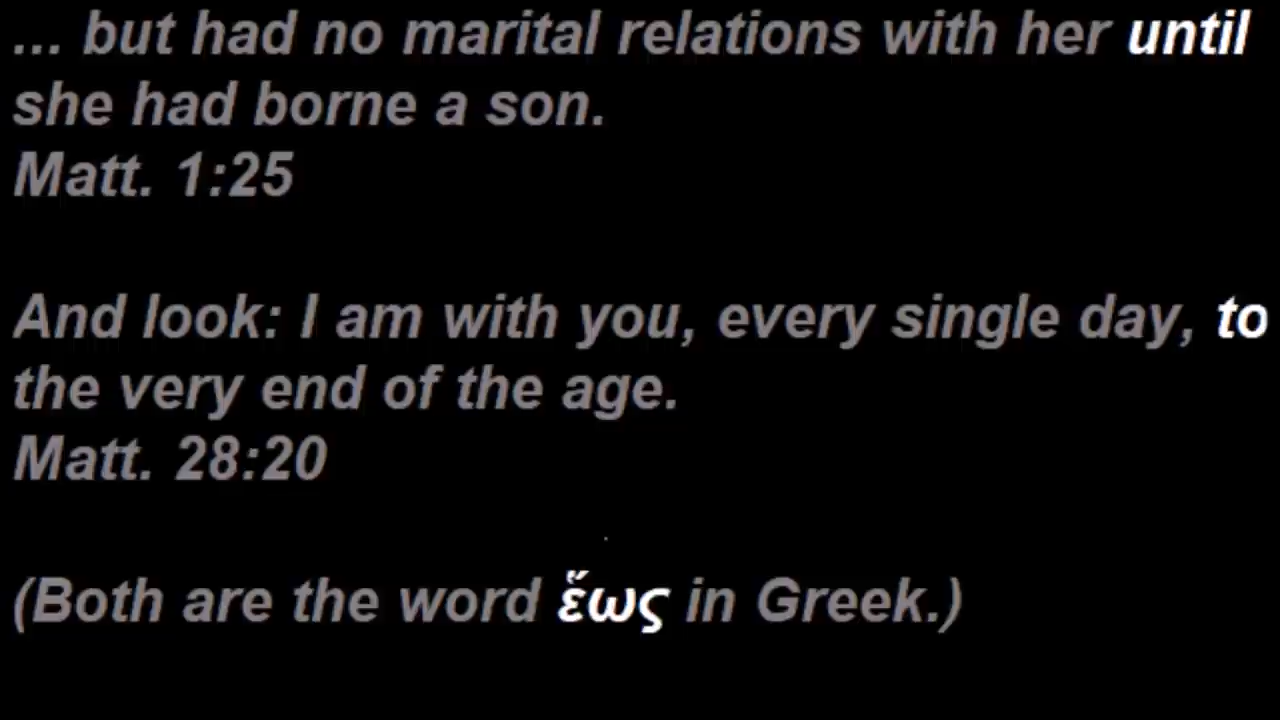 ... but had no marital relations with her until
she had borne a son.
Matt. 1:25
And look: I am with you, every single day, to
the very end of the age.
Matt. 28:20
(Both are the word ἕως in Greek.)